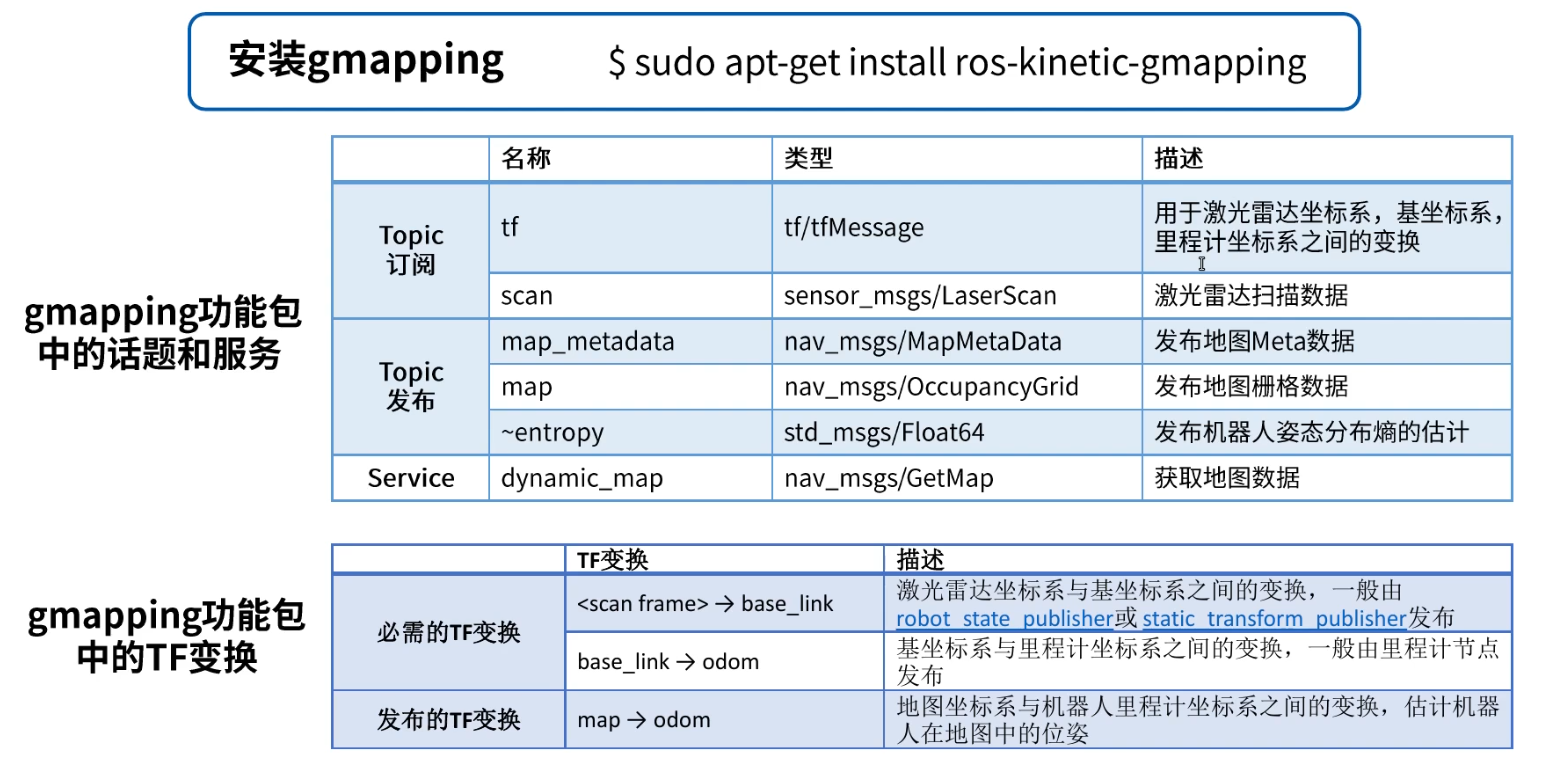 安装gmapping $ sudo apt-get install ros-kinetic-gmapping
gmapping功能包
中的话题和服务
名称 类型 描述
Topic
订阅
tf tf/tfMessage 用于激光雷达坐标系，基坐标系，
里程计坐标系之间的变换
scan sensor_msgs/LaserScan 激光雷达扫描数据
Topic
发布
map_metadata nav_msgs/MapMetaData 发布地图Meta数据
map nav_msgs/OccupancyGrid 发布地图栅格数据
~entropy std_msgs/Float64 发布机器人姿态分布熵的估计
Service dynamic_map nav_msgs/GetMap 获取地图数据
gmapping功能包
中的TF变换
TF变换 描述
必需的TF变换
<scan frame> → base_link 激光雷达坐标系与基坐标系之间的变换，一般由
robot_state_publisher或static_transform_publisher发布
base_link → odom 基坐标系与里程计坐标系之间的变换，一般由里程计节点
发布
发布的TF变换 map → odom 地图坐标系与机器人里程计坐标系之间的变换，估计机器
人在地图中的位姿